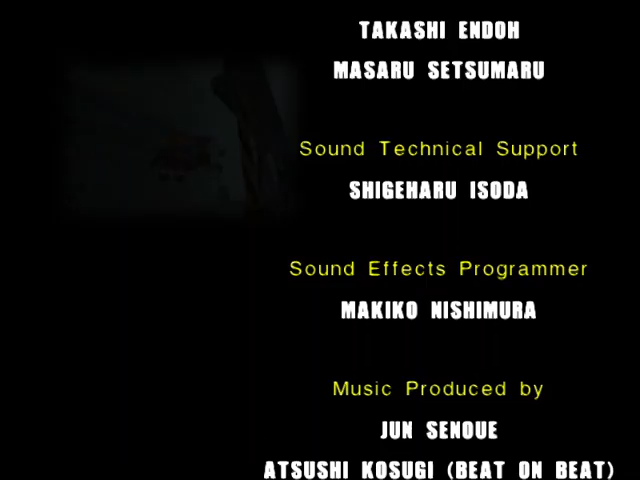 TAKASHI ENDOH
MASARU SETSUMARU
Sound Technical Support
SHIGEHARU ISODA
Sound Effects Programmer
MAKIKO NISHIMURA
Music Produced by
JUN SENOUE
ATSUSHI KOSUGI (BEAT ON BEAT)